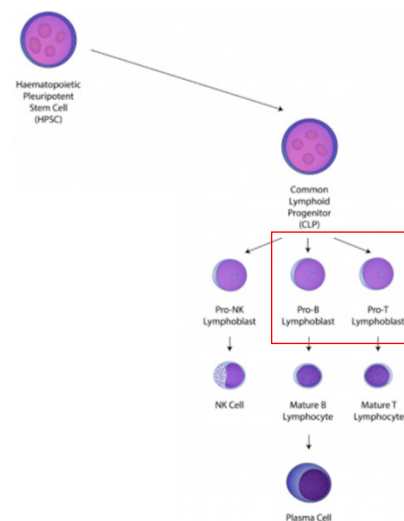 Haematopoietic
Pleuripotent
Stem Cell
(HPSC)
Common
Lymphoid
Progenitor
(CLP)
Pro-NK
Lymphoblast
Pro-B
Lymphoblast
Pro-T
Lymphoblast
NK Cell
Mature B
Lymphocyte
Mature T
Lymphocyte
Plasma Cell